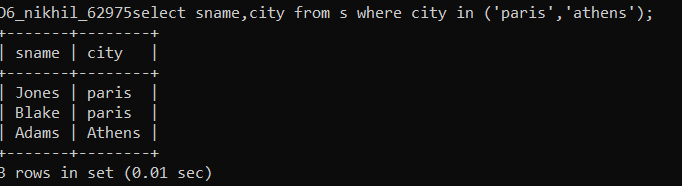 D6_nikhil_62975select sname,city from s where city in ('paris','athens');
+-------+--------+
| sname | city   |
+-------+--------+
| Jones | paris  |
| Blake | paris  |
| Adams | Athens |
+-------+--------+
3 rows in set (0.01 sec)